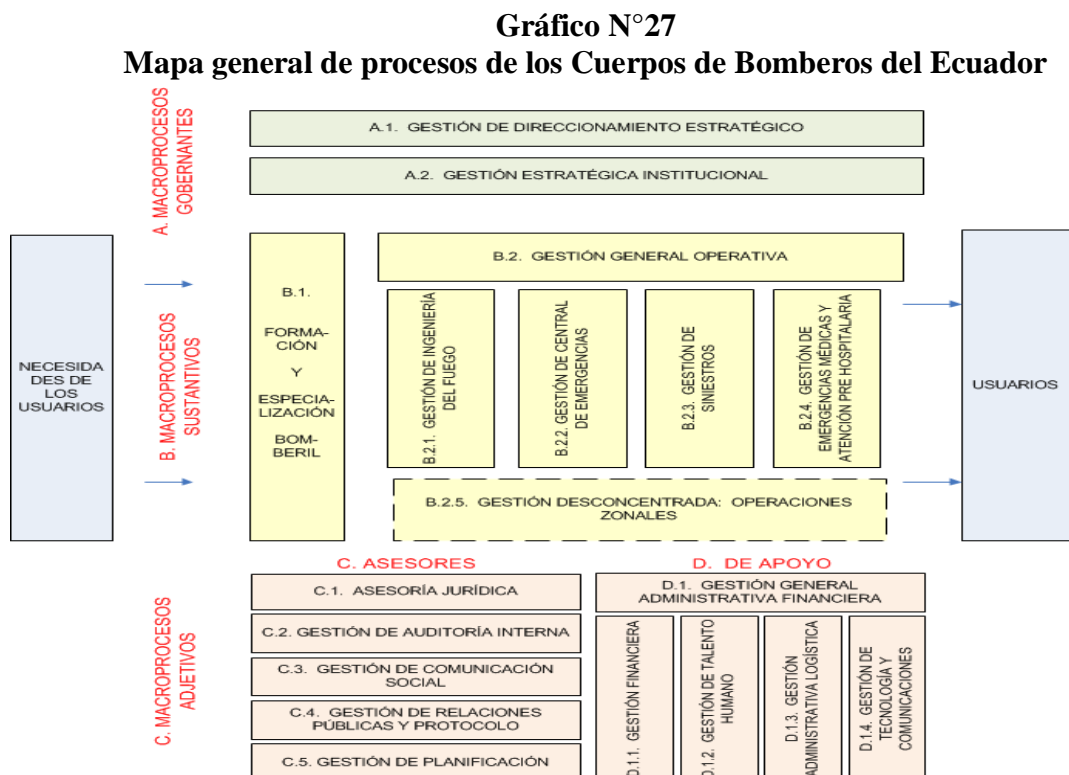 Gráfico N°27
Mapa general de procesos de los Cuerpos de Bomberos del Ecuador
A. MACROPROCESOS
GOBERNANTES
A.1. GESTIÓN DE DIRECCIONAMIENTO ESTRATÉGICO
A.2. GESTIÓN ESTRATÉGICA INSTITUCIONAL
NECESIDA
DES DE
LOS
USUARIOS
B. MACROPROCESOS
SUSTANTIVOS
B.1.
FORMA-
CIÓN
Y
ESPECIA-
LIZACIÓN
BOM-
BERIL
B.2. GESTIÓN GENERAL OPERATIVA
B.2.1. GESTIÓN DE INGENIERÍA
DEL FUEGO
B.2.2. GESTIÓN DE CENTRAL
DE EMERGENCIAS
B.2.3. GESTIÓN DE
SINIESTROS
B.2.4. GESTIÓN DE
EMERGENCIAS MÉDICAS Y
ATENCIÓN PRE HOSPITALARIA
B.2.5. GESTIÓN DESCONCENTRADA: OPERACIONES
ZONALES
USUARIOS
C. MACROPROCESOS
ADJETIVOS
C. ASESORES
C.1. ASESORÍA JURÍDICA
C.2. GESTIÓN DE AUDITORÍA INTERNA
C.3. GESTIÓN DE COMUNICACIÓN
SOCIAL
C.4. GESTIÓN DE RELACIONES
PÚBLICAS Y PROTOCOLO
C.5. GESTIÓN DE PLANIFICACIÓN
D. DE APOYO
D.1. GESTIÓN GENERAL
ADMINISTRATIVA FINANCIERA
D.1.1. GESTIÓN FINANCIERA
D.1.2. GESTIÓN DE TALENTO
HUMANO
D.1.3. GESTIÓN
ADMINISTRATIVA LOGÍSTICA
D.1.4. GESTIÓN DE
TECNOLOGÍA Y
COMUNICACIONES